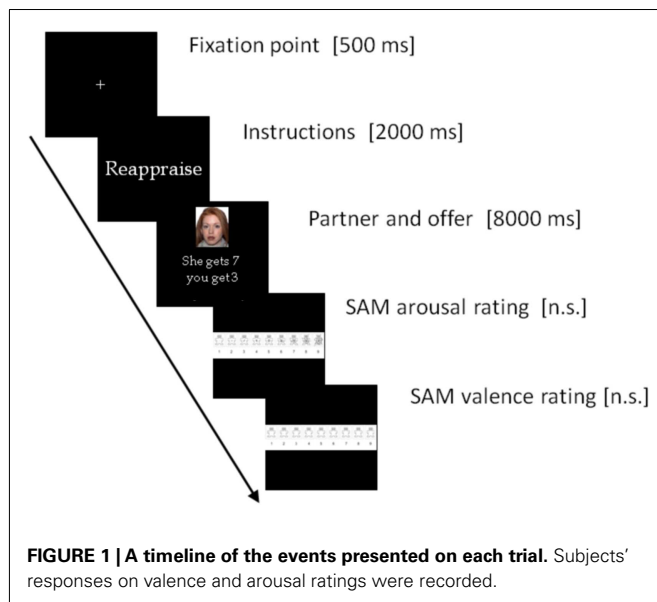 +
Fixation point [500 ms]
Instructions [2000 ms]
Reappraise
Partner and offer [8000 ms]
She gets 7
you get3
SAM arousal rating [n.s.]
1 2 3 4 5 6 7 8 9
SAM valence rating [n.s.]
1 2 3 4 5 6 7 8 9
FIGURE 1 | A timeline of the events presented on each trial. Subjects'
responses on valence and arousal ratings were recorded.